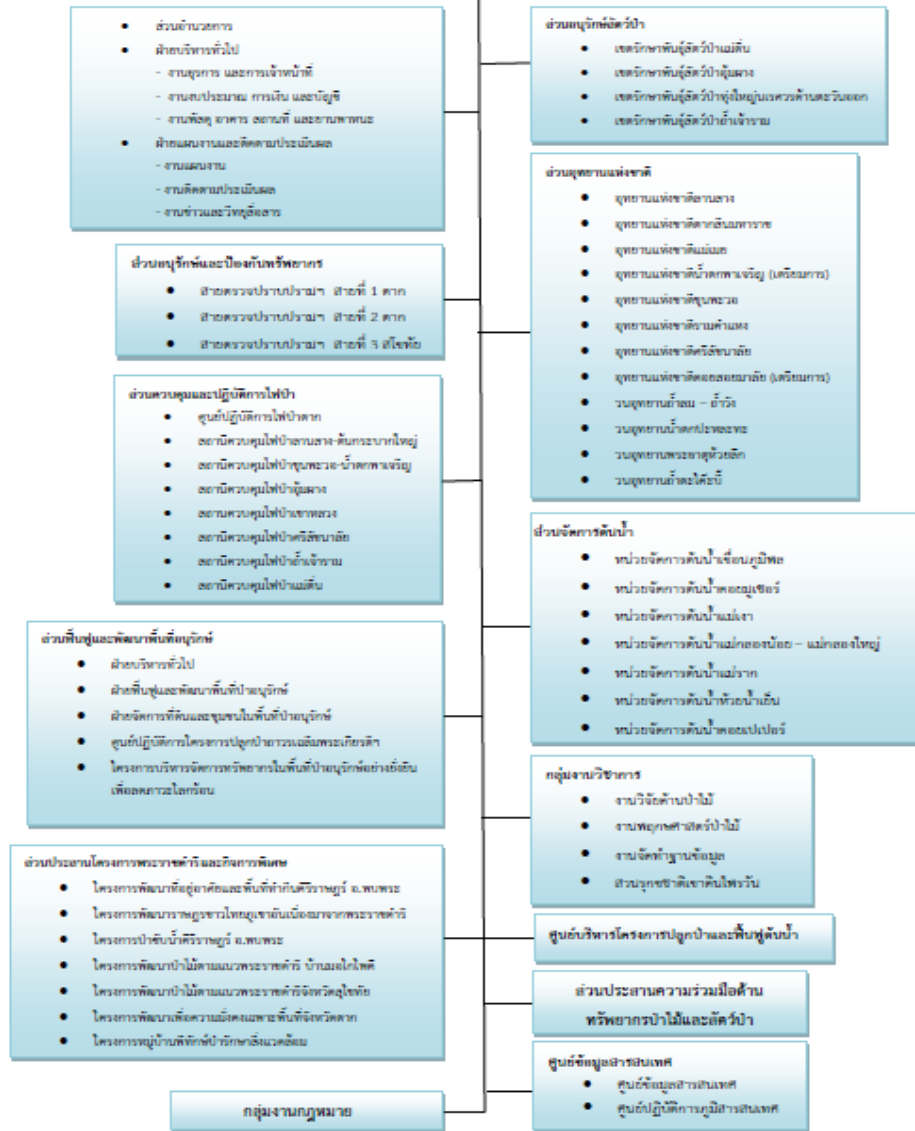 ● ส่วนอำนวยการ
● ฝ่ายบริหารทั่วไป
- งานธุรการ และการเจ้าหน้าที่
- งานงบประมาณ การเงิน และบัญชี
- งานพัสดุ อาคาร สถานที่ และยานพาหนะ
● ฝ่ายแผนงานและติดตามประเมินผล
- งานแผนงาน
- งานติดตามประเมินผล
- งานข่าวและวิทยุสื่อสาร
ส่วนอนุรักษ์และป้องกันทรัพยากร
● สายตรวจปราบปรามฯ สายที่ 1 ตาก
● สายตรวจปราบปรามฯ สายที่ 2 ตาก
● สายตรวจปราบปรามฯ สายที่ 3 สุโขทัย
ส่วนควบคุมและปฏิบัติการไฟป่า
● ศูนย์ปฏิบัติการไฟป่าตาก
● สถานีควบคุมไฟป่าลานสาง-ต้นกระบากใหญ่
● สถานีควบคุมไฟป่าขุนพะวอ-น้ำตกพาเจริญ
● สถานีควบคุมไฟป่าอุ้มผาง
● สถานควบคุมไฟป่าเขาหลวง
● สถานีควบคุมไฟป่าศรีสัชนาลัย
● สถานีควบคุมไฟป่าถ้ำเจ้าราม
● สถานีควบคุมไฟป่าแม่ตื่น
ส่วนฟื้นฟูและพัฒนาพื้นที่อนุรักษ์
● ฝ่ายบริหารทั่วไป
● ฝ่ายฟื้นฟูและพัฒนาพื้นที่ป่าอนุรักษ์
● ฝ่ายจัดการที่ดินและชุมชนในพื้นที่ป่าอนุรักษ์
● ศูนย์ปฏิบัติการโครงการปลูกป่าถาวรเฉลิมพระเกียรติฯ
● โครงการบริหารจัดการทรัพยากรในพื้นที่ป่าอนุรักษ์อย่างยั่งยืน
เพื่อลดภาวะโลกร้อน
ส่วนประสานโครงการพระราชดำริและกิจการพิเศษ
● โครงการพัฒนาที่อยู่อาศัยและพื้นที่ทำกินคีรีราษฎร์ อ.พบพระ
● โครงการพัฒนาราษฎรชาวไทยภูเขาอันเนื่องมาจากพระราชดำริ
● โครงการป่าซับน้ำคีรีราษฎร์ อ.พบพระ
● โครงการพัฒนาป่าไม้ตามแนวพระราชดำริ บ้านมอโกโพคี
● โครงการพัฒนาป่าไม้ตามแนวพระราชดำริจังหวัดสุโขทัย
● โครงการพัฒนาเพื่อความมั่งคงเฉพาะพื้นที่จังหวัดตาก
● โครงการหมู่บ้านพิทักษ์ป่ารักษาสิ่งแวดล้อม
กลุ่มงานกฎหมาย
ส่วนอนุรักษ์สัตว์ป่า
● เขตรักษาพันธุ์สัตว์ป่าแม่ตื่น
● เขตรักษาพันธุ์สัตว์ป่าอุ้มผาง
● เขตรักษาพันธุ์สัตว์ป่าทุ่งใหญ่นเรศวรด้านตะวันออก
● เขตรักษาพันธุ์สัตว์ป่าถ้ำเจ้าราม
ส่วนอุทยานแห่งชาติ
● อุทยานแห่งชาติลานสาง
● อุทยานแห่งชาติตากสินมหาราช
● อุทยานแห่งชาติแม่เมย
● อุทยานแห่งชาติน้ำตกพาเจริญ (เตรียมการ)
● อุทยานแห่งชาติขุนพะวอ
● อุทยานแห่งชาติรามคำแหง
● อุทยานแห่งชาติศรีสัชนาลัย
● อุทยานแห่งชาติดอยสอยมาลัย (เตรียมการ)
● วนอุทยานถ้ำลม – ถ้ำวัง
● วนอุทยานน้ำตกปะหละทะ
● วนอุทยานพระธาตุห้วยลึก
● วนอุทยานถ้ำตะโค๊ะบี้
ส่วนจัดการต้นน้ำ
● หน่วยจัดการต้นน้ำเขื่อนภูมิพล
● หน่วยจัดการต้นน้ำดอยมูเซอร์
● หน่วยจัดการต้นน้ำแม่เงา
● หน่วยจัดการต้นน้ำแม่กลองน้อย – แม่กลองใหญ่
● หน่วยจัดการต้นน้ำแม่ราก
● หน่วยจัดการต้นน้ำห้วยน้ำเย็น
● หน่วยจัดการต้นน้ำดอยเปเปอร์
กลุ่มงานวิชาการ
● งานวิจัยด้านป่าไม้
● งานพฤกษศาสตร์ป่าไม้
● งานจัดทำฐานข้อมูล
● สวนรุกขชาติเขาดินไพรวัน
ศูนย์บริหารโครงการปลูกป่าและฟื้นฟูต้นน้ำ
ส่วนประสานความร่วมมือด้าน
ทรัพยากรป่าไม้และสัตว์ป่า
ศูนย์ข้อมูลสารสนเทศ
● ศูนย์ข้อมูลสารสนเทศ
● ศูนย์ปฏิบัติการภูมิสารสนเทศ